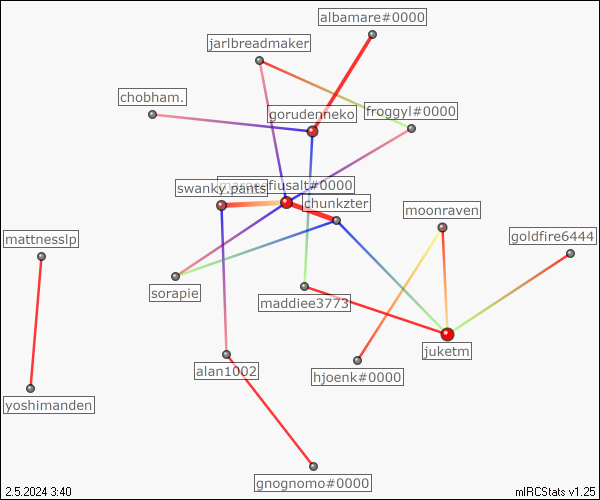 albamare#0000
jarlbreadmaker
chobham.
gorudenneko
froggyl#0000
fiusalt#0000
swanky.pants
chunkzter
moonraven
goldfire6444
mattnesslp
sorapie
maddiee3773
juketm
alan1002
hjoenk#0000
yoshimanden
gnognomo#0000
2.5.2024 3:40
mIRCStats v1.25